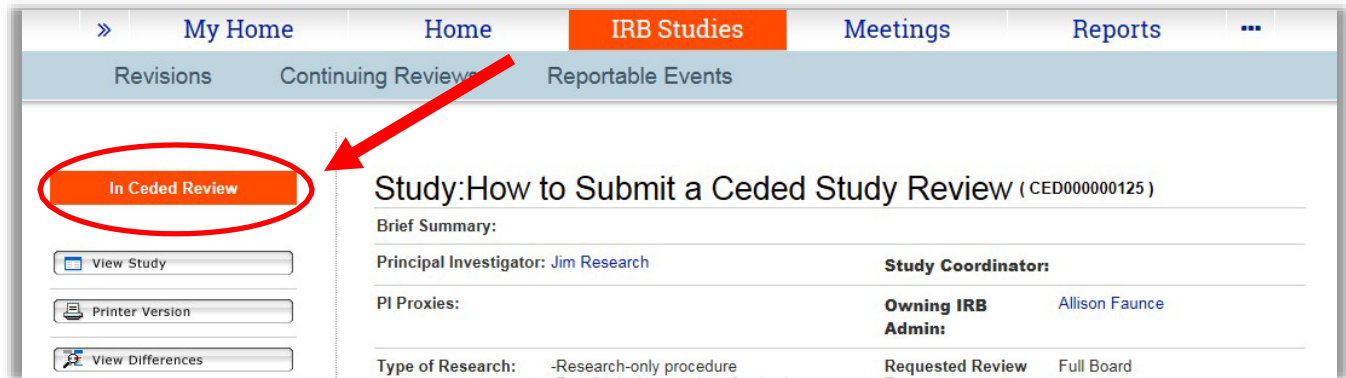 » My Home Home IRB Studies Meetings Reports ...
Revisions Continuing Reviews Reportable Events
In Ceded Review
Study:How to Submit a Ceded Study Review ( CED000000125 )
Brief Summary:
View Study
Principal Investigator: Jim Research Study Coordinator:
Printer Version
PI Proxies: Owning IRB Admin: Allison Faunce
View Differences
Type of Research: -Research-only procedure Requested Review Full Board